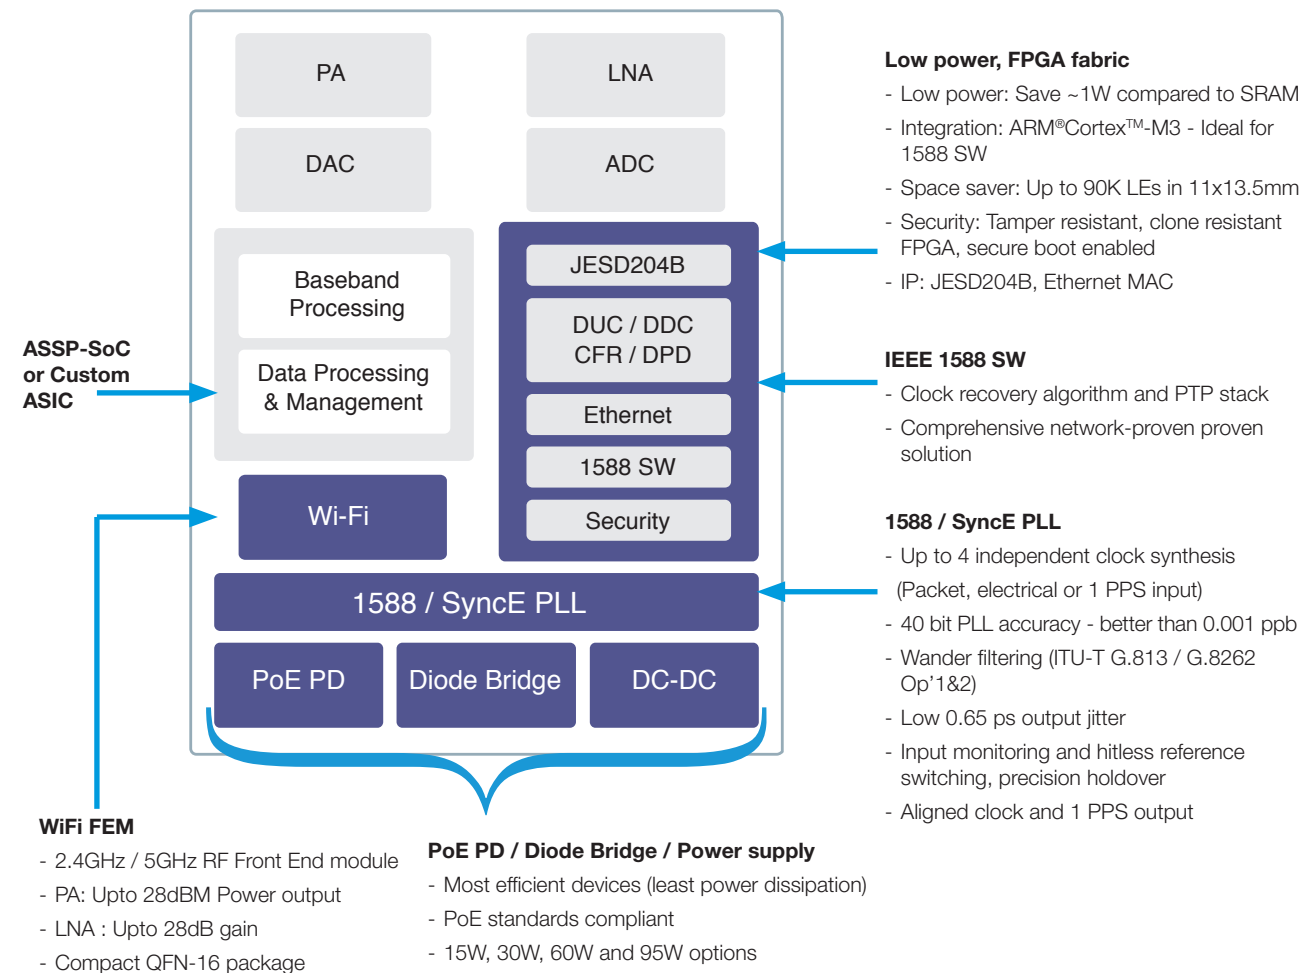 PA
LNA
DAC
ADC
Baseband
Processing
Data Processing
& Management
JESD204B
DUC / DDC
CFR / DPD
Ethernet
1588 SW
Security
Wi-Fi
1588 / SyncE PLL
PoE PD
Diode Bridge
DC-DC
ASSP-SoC
or Custom
ASIC
Low power, FPGA fabric
- Low power: Save ~1W compared to SRAM
- Integration: ARM®Cortex™-M3 - Ideal for
1588 SW
- Space saver: Up to 90K LEs in 11x13.5mm
- Security: Tamper resistant, clone resistant
FPGA, secure boot enabled
- IP: JESD204B, Ethernet MAC
IEEE 1588 SW
- Clock recovery algorithm and PTP stack
- Comprehensive network-proven proven
solution
1588 / SyncE PLL
- Up to 4 independent clock synthesis
(Packet, electrical or 1 PPS input)
- 40 bit PLL accuracy - better than 0.001 ppb
- Wander filtering (ITU-T G.813 / G.8262
Op'1&2)
- Low 0.65 ps output jitter
- Input monitoring and hitless reference
switching, precision holdover
- Aligned clock and 1 PPS output
WiFi FEM
- 2.4GHz / 5GHz RF Front End module
- PA: Upto 28dBM Power output
- LNA : Upto 28dB gain
- Compact QFN-16 package
PoE PD / Diode Bridge / Power supply
- Most efficient devices (least power dissipation)
- PoE standards compliant
- 15W, 30W, 60W and 95W options